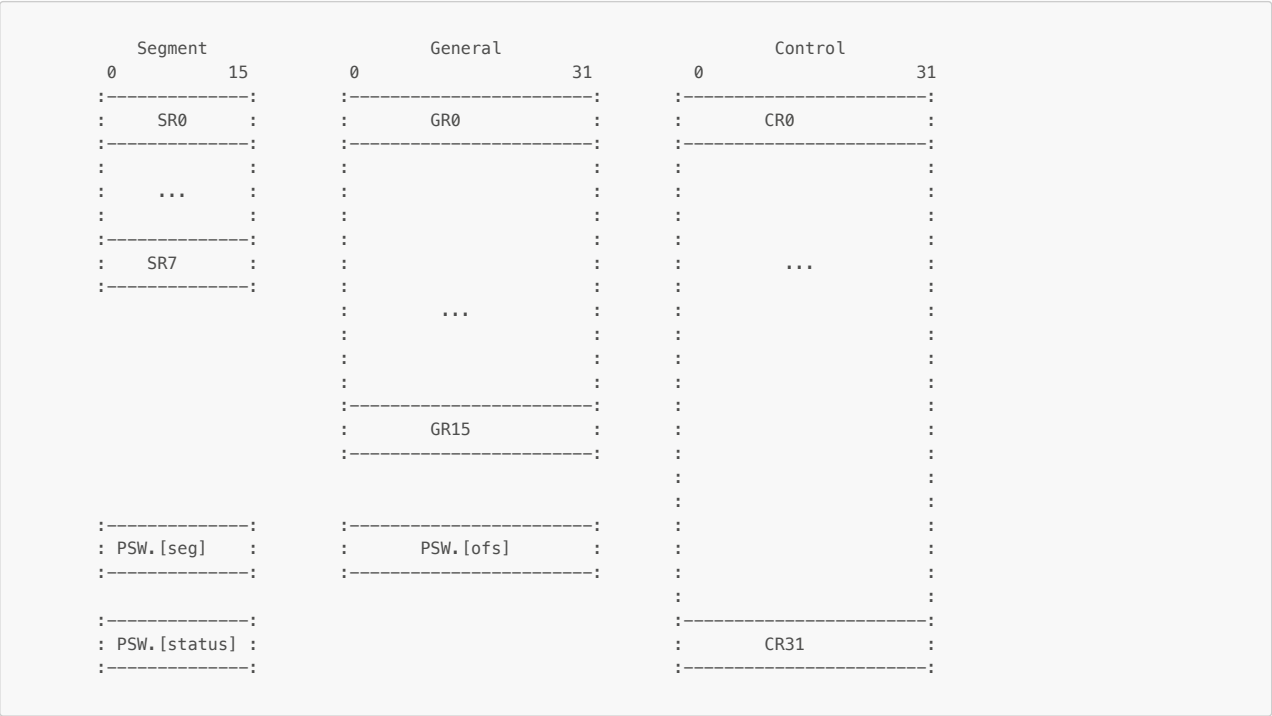 Segment General Control
0 15 0 31 0 31
:--------------: :------------------------: :------------------------:
: SR0 : : GR0 : : CR0 :
:--------------: :------------------------: :------------------------:
: : : : : :
: ... : : : : :
: : : : : :
:--------------: : : : :
: SR7 : : : : ... :
:--------------: : : : :
: ... : : :
: : : :
: : : :
: : : :
:------------------------: : :
: GR15 : : :
:------------------------: : :
: :
: :
:--------------: :------------------------: : :
: PSW.[seg] : : PSW.[ofs] : : :
:--------------: :------------------------: : :
: :
:--------------: :------------------------:
: PSW.[status] : : CR31 :
:--------------: :------------------------: